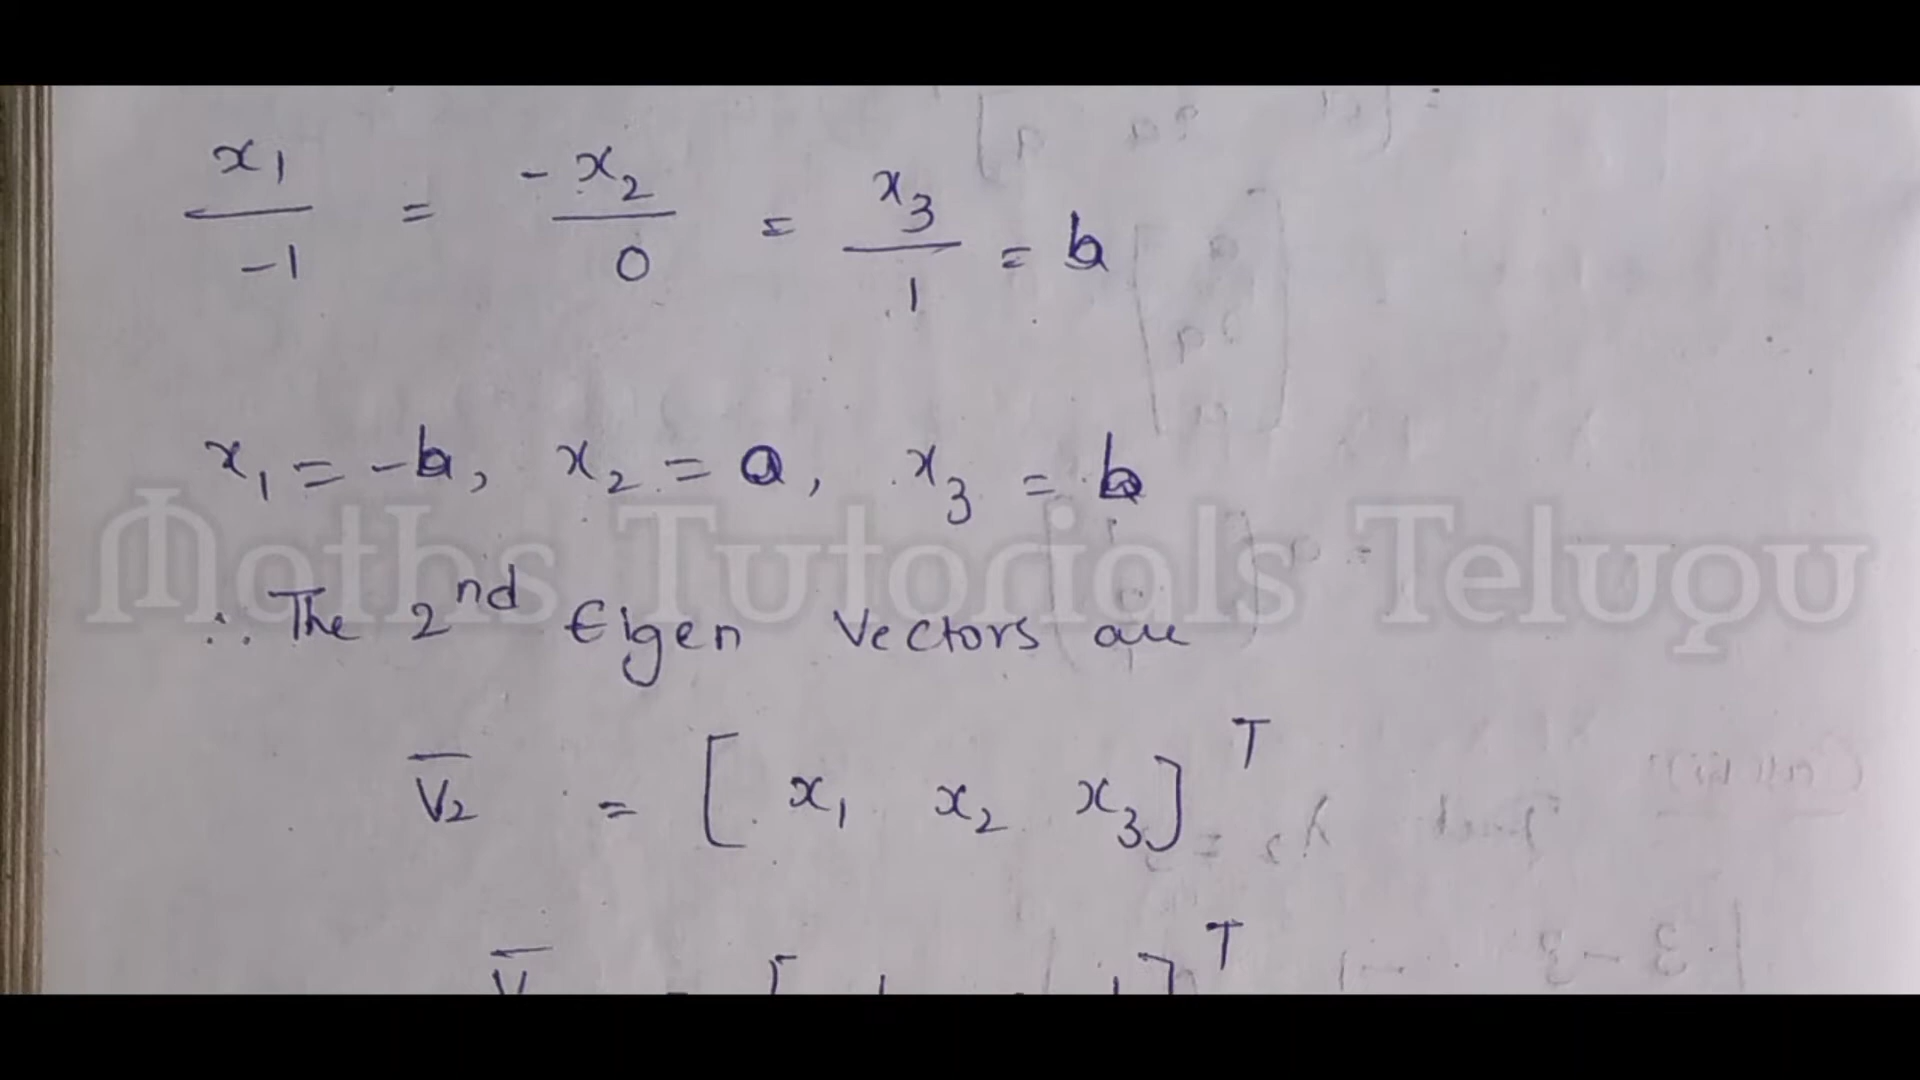 x₁/-1 = -x₂/0 = x₃/1 = b
x₁ = -b, x₂ = 0, x₃ = b
Maths Tutorials Telugu
∴ The 2nd Eigen Vectors are
V̅₂ = [x₁ x₂ x₃]ᵀ